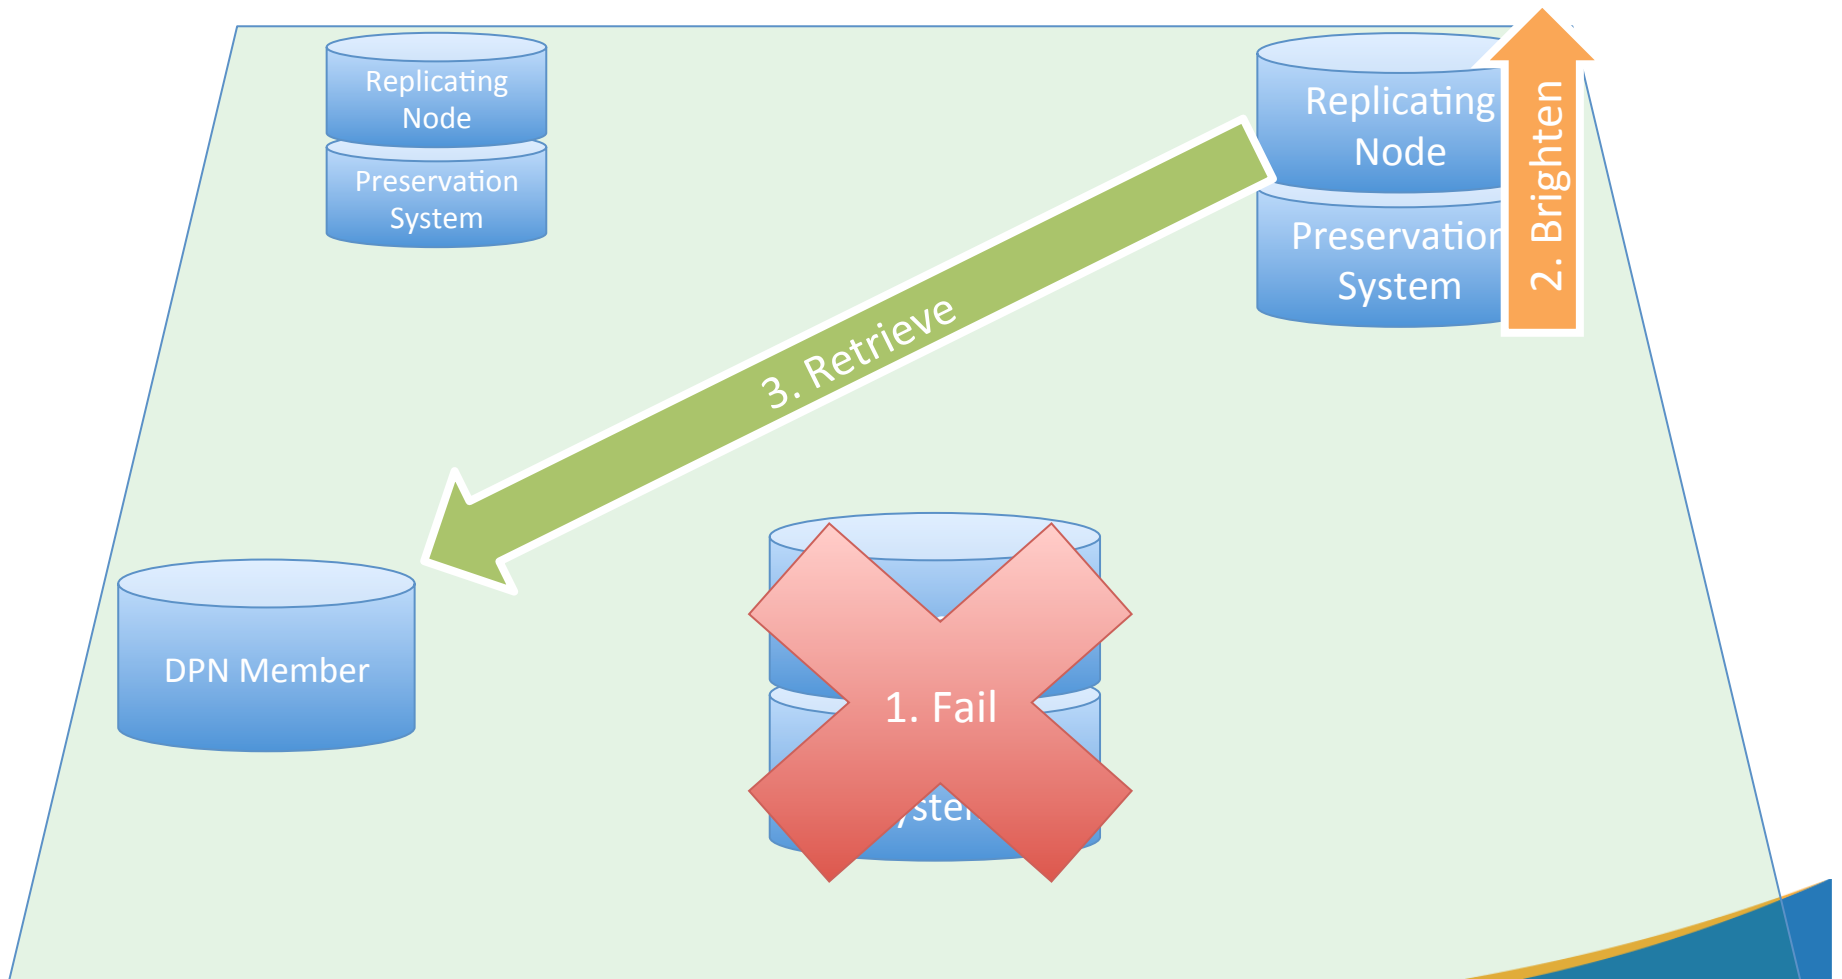 Replicating
Node
Preservation
System
Replicating
Node
Preservation
System
2. Brighten
3. Retrieve
DPN Member
1. Fail